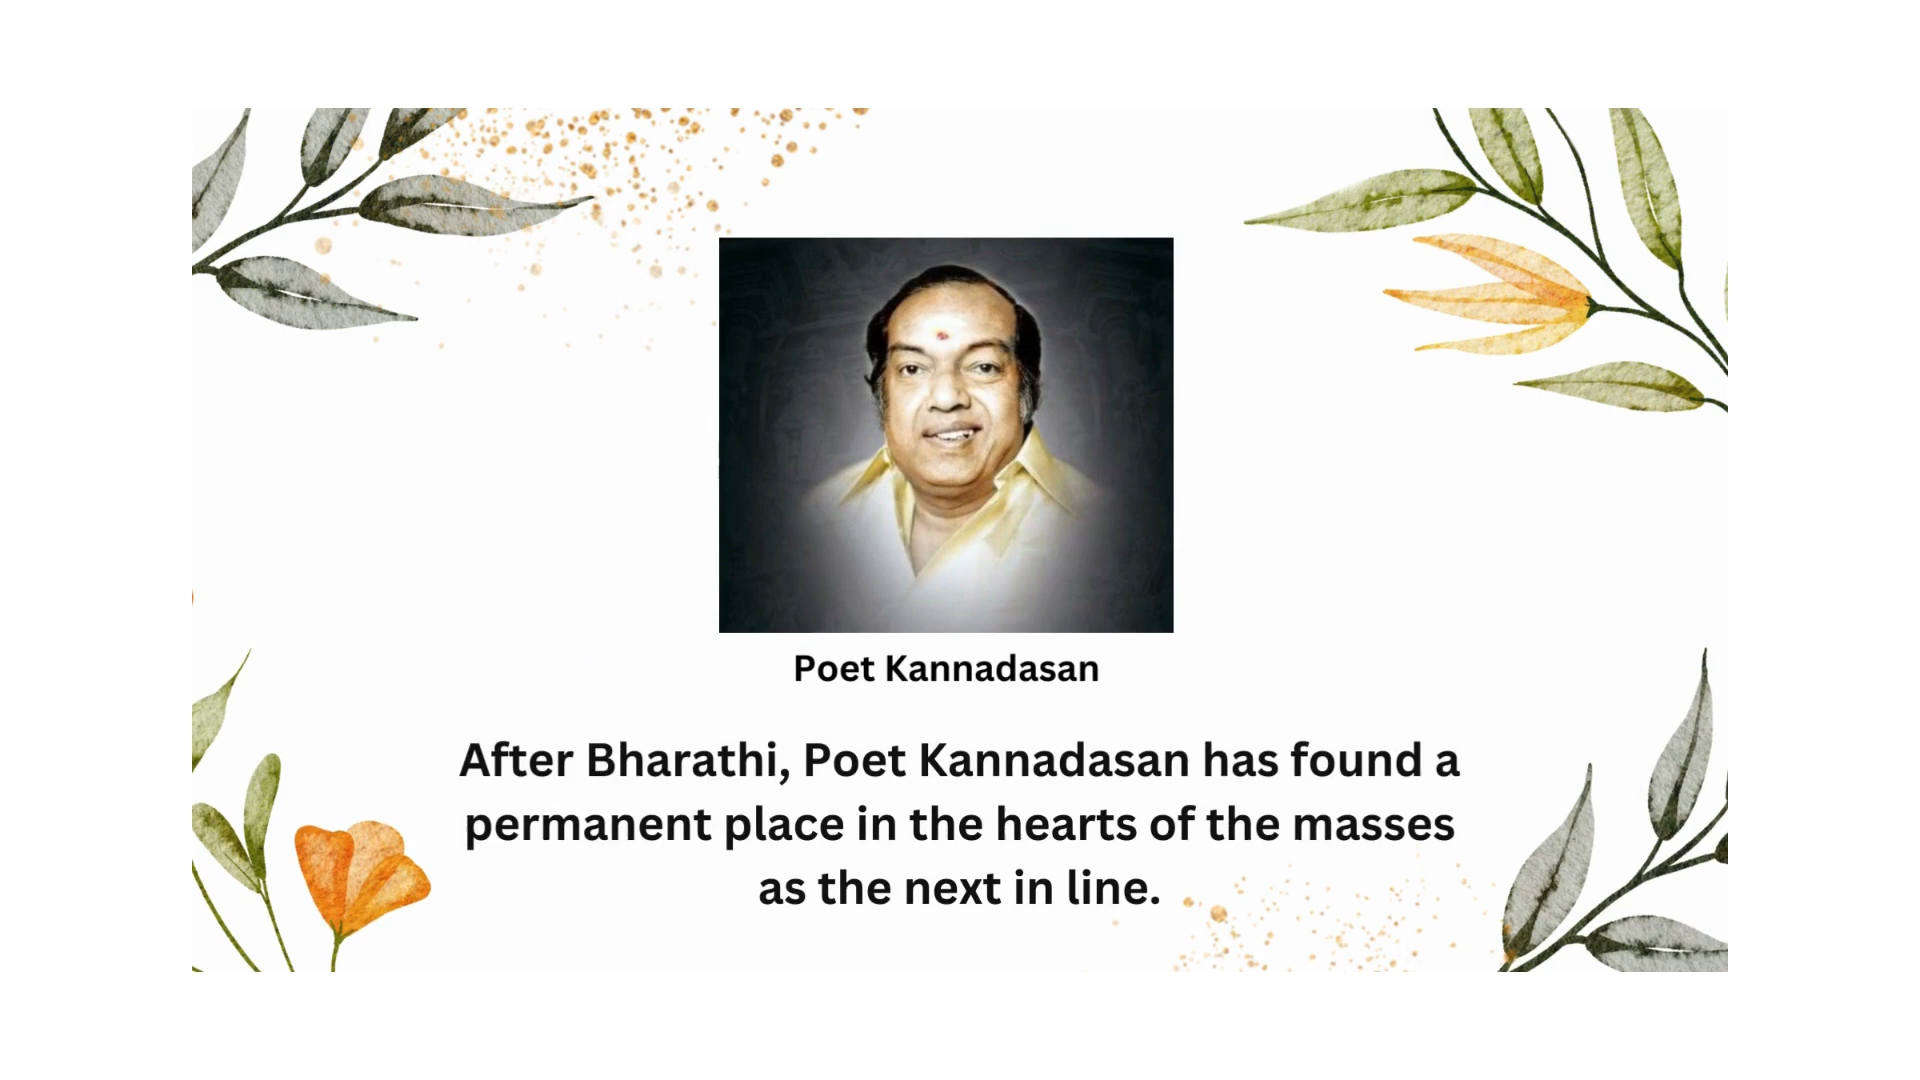 Poet Kannadasan
After Bharathi, Poet Kannadasan has found a
permanent place in the hearts of the masses
as the next in line.